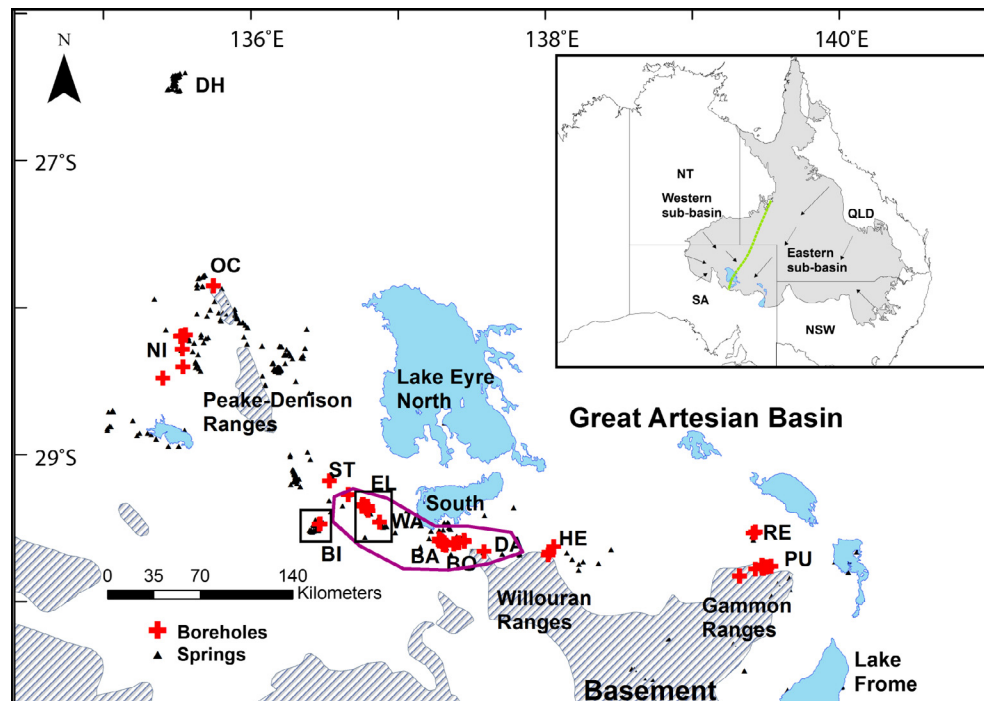 136°E
138°E
140°E
N
DH
27°S
NT
Western
sub-basin
QLD
Eastern
sub-basin
SA
NSW
OC
NI
Lake Eyre
North
Peake-Denison
Ranges
Great Artesian Basin
29°S
ST
EL
South
WA
HE
RE
BI
BA
BO
DA
PU
0 35 70 140
Kilometers
Willouran
Ranges
Gammon
Ranges
Boreholes
Springs
Lake
Frome
Basement